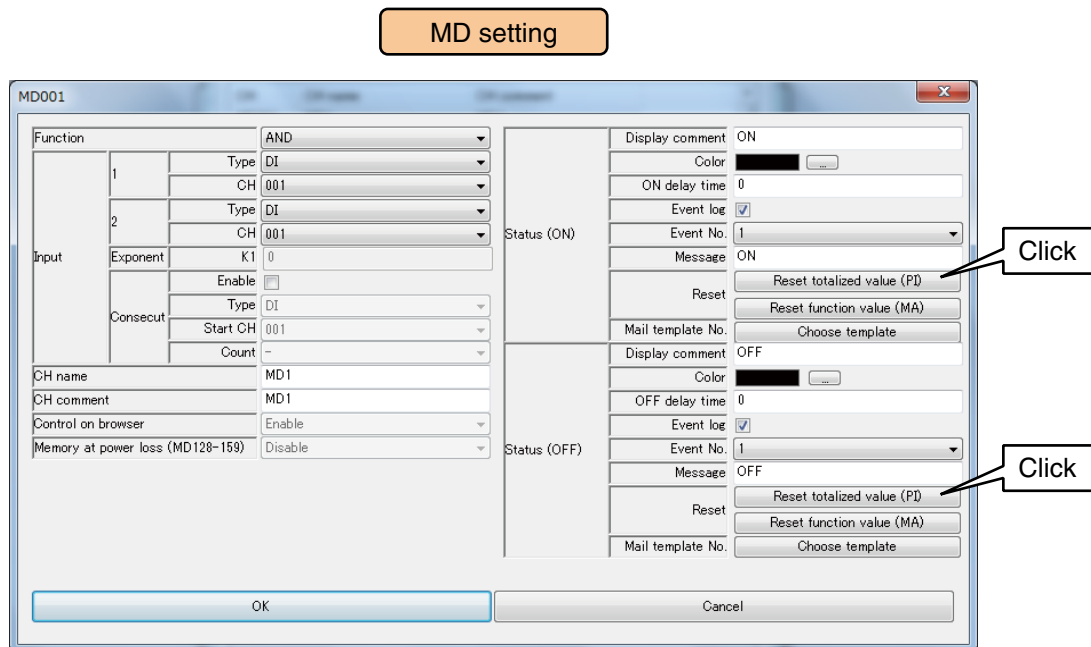 MD setting
MD001
CH CH name CH comment
Function AND
Input 1 Type DI
CH 001
2 Type DI
CH 001
Exponent K1 0
Consecut Enable
Type DI
Start CH 001
Count -
CH name MD1
CH comment MD1
Control on browser Enable
Memory at power loss (MD128-159) Disable
Status (ON) Display comment ON
Color ...
ON delay time 0
Event log
Event No. 1
Message ON
Reset Reset totalized value (PI)
Reset function value (MA)
Mail template No. Choose template
Click
Status (OFF) Display comment OFF
Color ...
OFF delay time 0
Event log
Event No. 1
Message OFF
Reset Reset totalized value (PI)
Reset function value (MA)
Mail template No. Choose template
Click
OK
Cancel